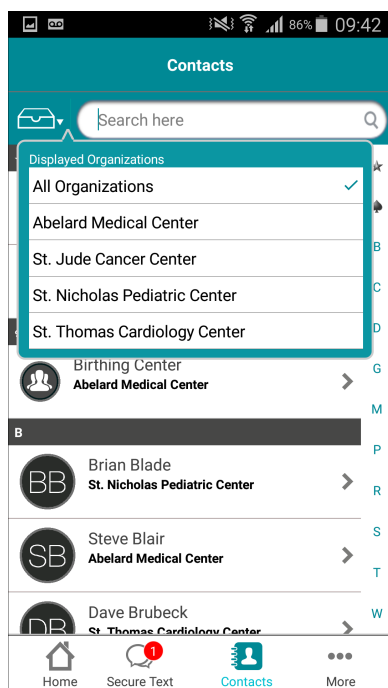 86% 09:42
Contacts
Search here
Displayed Organizations
All Organizations
Abelard Medical Center
St. Jude Cancer Center
St. Nicholas Pediatric Center
St. Thomas Cardiology Center
B
C
D
G
M
P
R
S
T
W
Birthing Center
Abelard Medical Center
B
BB
Brian Blade
St. Nicholas Pediatric Center
SB
Steve Blair
Abelard Medical Center
DB
Dave Brubeck
St. Thomas Cardiology Center
1
Home Secure Text Contacts More